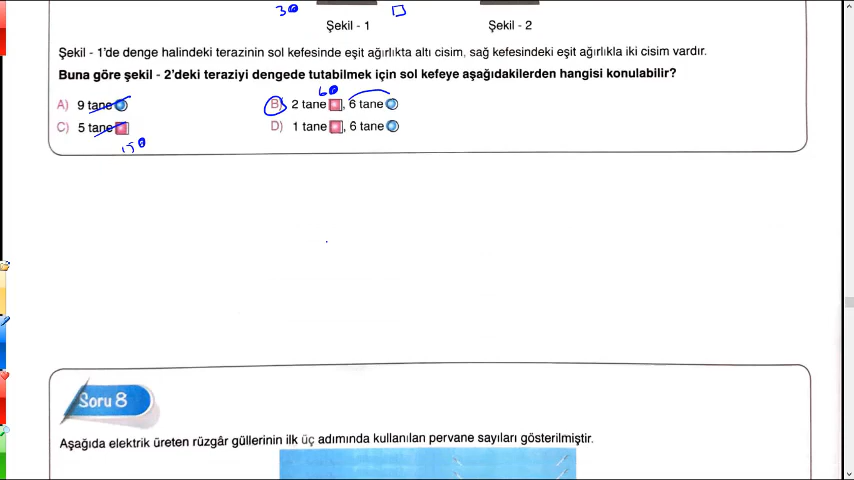 3
Şekil - 1
Şekil - 2
Şekil - 1'de denge halindeki terazinin sol kefesinde eşit ağırlıkta altı cisim, sağ kefesindeki eşit ağırlıkla iki cisim vardır.
Buna göre şekil - 2'deki teraziyi dengede tutabilmek için sol kefeye aşağıdakilerden hangisi konulabilir?
6
A) 9 tane
B) 2 tane , 6 tane
C) 5 tane
D) 1 tane , 6 tane
15
Soru 8
Aşağıda elektrik üreten rüzgâr güllerinin ilk üç adımında kullanılan pervane sayıları gösterilmiştir.